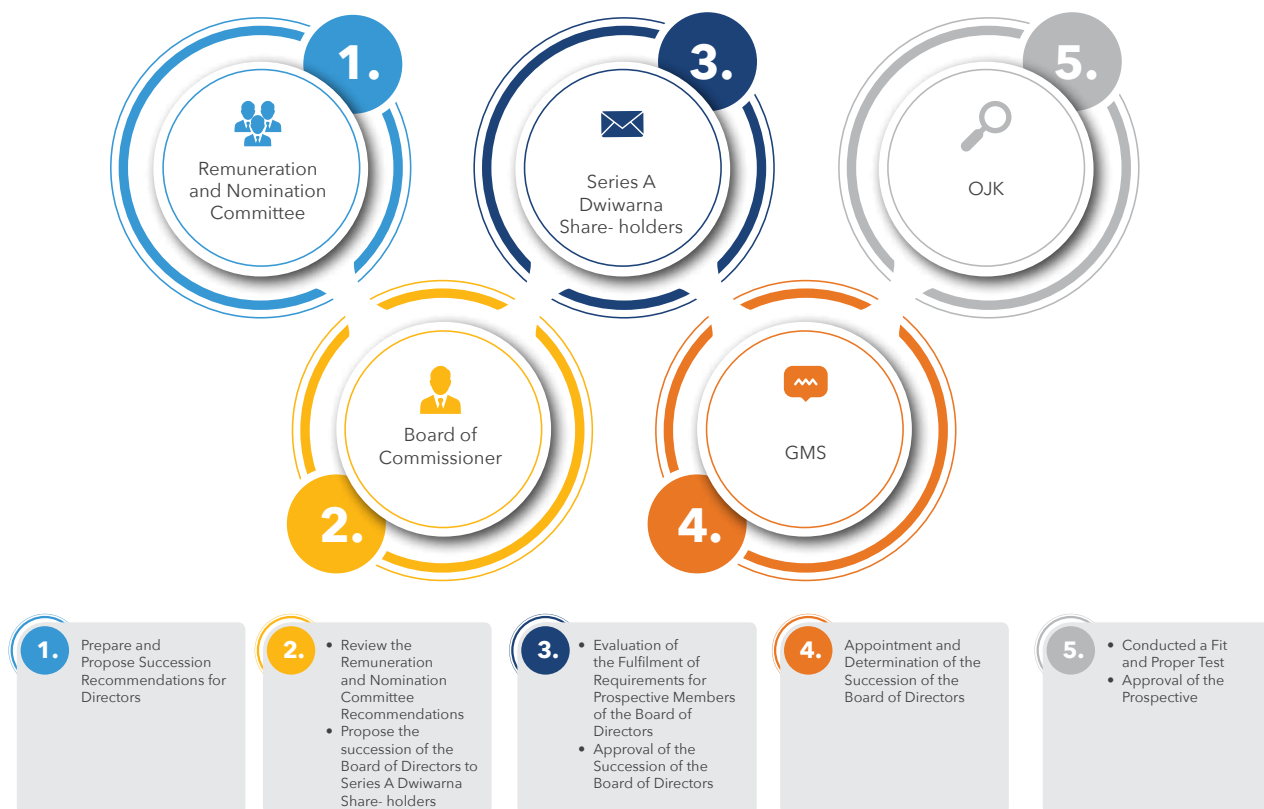 1.
Remuneration
and Nomination
Committee
3.
Series A
Dwiwarna
Share- holders
5.
OJK
Board of
Commissioner
2.
GMS
4.
1.
Prepare and
Propose Succession
Recommendations for
Directors
2.
• Review the
Remuneration
and Nomination
Committee
Recommendations
• Propose the
succession of the
Board of Directors to
Series A Dwiwarna
Share- holders
3.
• Evaluation of
the Fulfilment of
Requirements for
Prospective Members
of the Board of
Directors
• Approval of the
Succession of the
Board of Directors
4.
Appointment and
Determination of the
Succession of the
Board of Directors
5.
• Conducted a Fit
and Proper Test
• Approval of the
Prospective